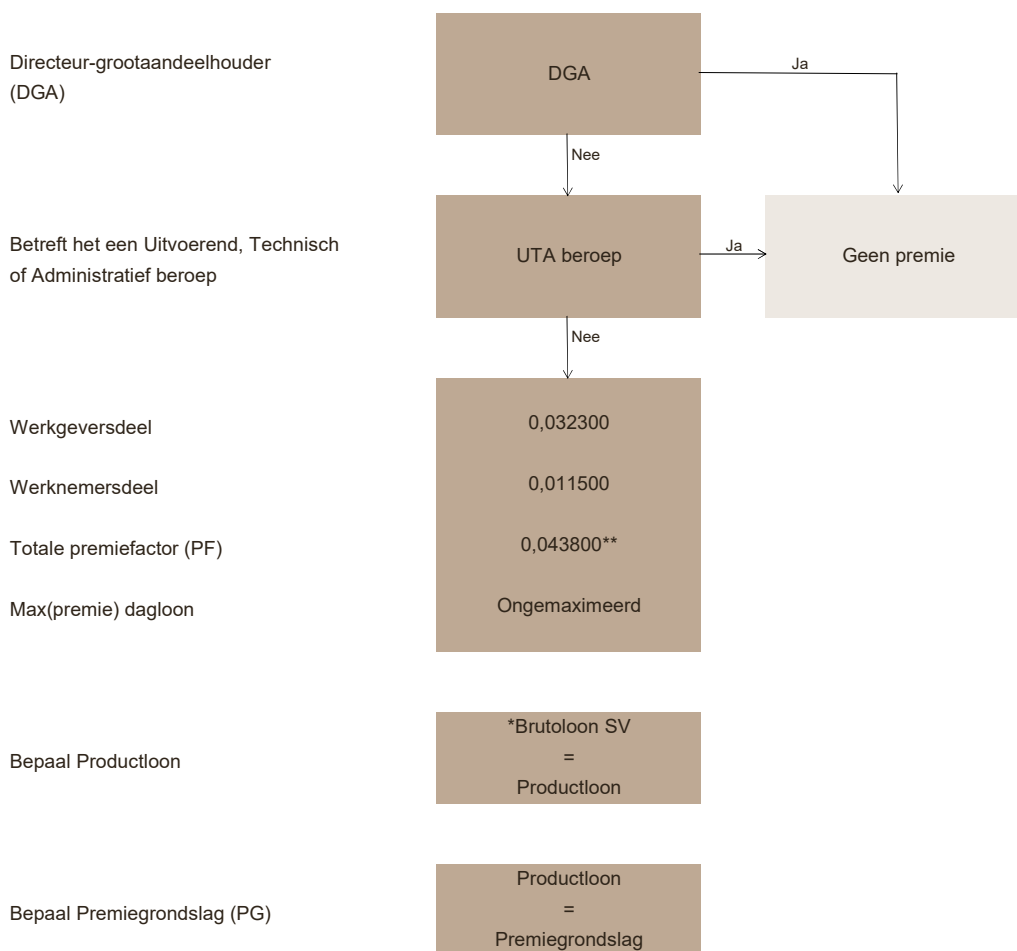 Directeur-grootaandeelhouder
(DGA)
DGA
Ja
Nee
Betreft het een Uitvoerend, Technisch
of Administratief beroep
UTA beroep
Ja
Geen premie
Nee
Werkgeversdeel
0,032300
Werknemersdeel
0,011500
Totale premiefactor (PF)
0,043800**
Max(premie) dagloon
Ongemaximeerd
Bepaal Productloon
*Brutoloon SV
=
Productloon
Bepaal Premiegrondslag (PG)
Productloon
=
Premiegrondslag